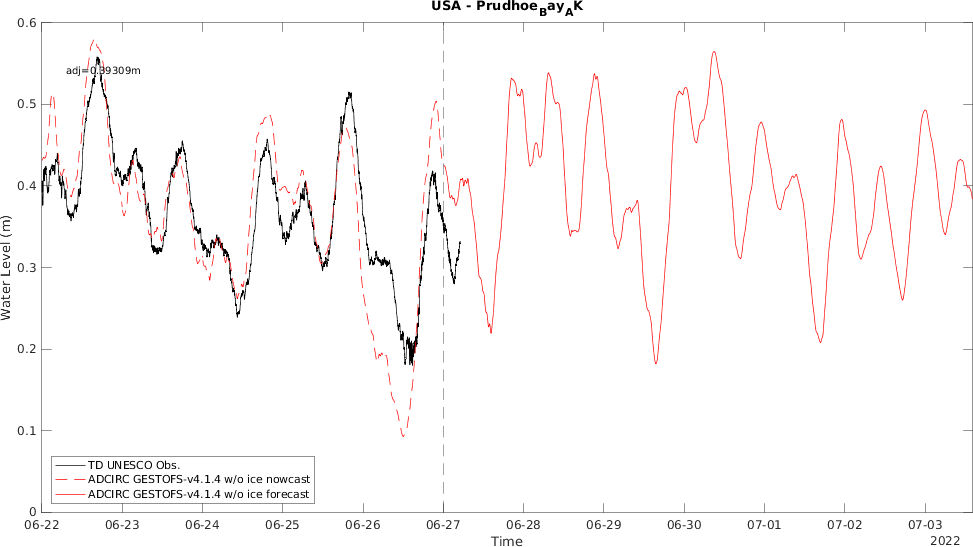 USA - Prudhoe_Bay_AK
0.6
adj=0.39309m
0.5
0.4
0.3
0.2
0.1
0
Water Level (m)
TD UNESCO Obs.
ADCIRC GESTOFS-v4.1.4 w/o ice nowcast
ADCIRC GESTOFS-v4.1.4 w/o ice forecast
06-22 06-23 06-24 06-25 06-26 06-27 06-28 06-29 06-30 07-01 07-02 07-03
Time
2022